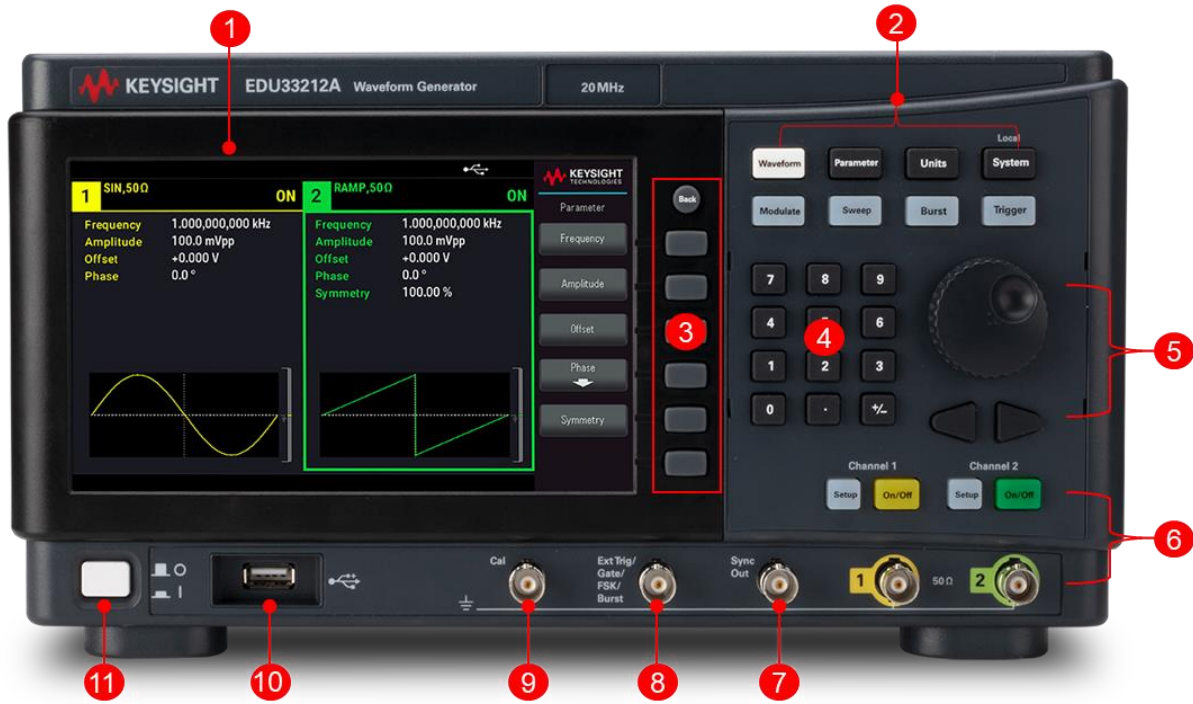 1
2
KEYSIGHT EDU33212A Waveform Generator 20 MHz
Local
Waveform Parameter Units System
Modulate Sweep Burst Trigger
KEYSIGHT
TECHNOLOGIES
1 SIN,50Ω ON
Frequency 1.000,000,000 kHz
Amplitude 100.0 mVpp
Offset +0.000 V
Phase 0.0 °
2 RAMP,50Ω ON
Frequency 1.000,000,000 kHz
Amplitude 100.0 mVpp
Offset +0.000 V
Phase 0.0 °
Symmetry 100.00 %
Parameter
Frequency
Amplitude
Offset
Phase
Symmetry
Back
3
7 8 9
4 6
4
1 2 3
0 . +/-
5
Channel 1 Channel 2
Setup On/Off Setup On/Off
6
Cal
Ext Trig/
Gate/
FSK/
Burst
Sync
Out
1 50 Ω 2
11 10 9 8 7